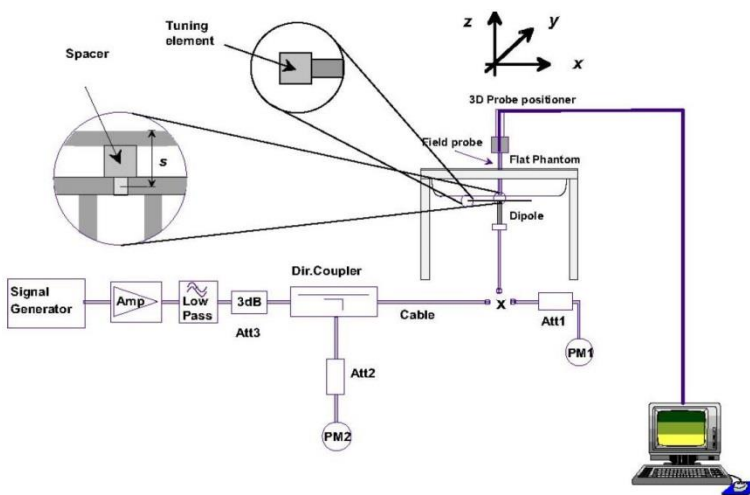 Tuning
element
Spacer
s
z
y
x
3D Probe positioner
Field probe
Flat Phantom
Dipole
Dir.Coupler
Signal
Generator
Amp
Low
Pass
3dB
Att3
Cable
x
Att1
PM1
Att2
PM2